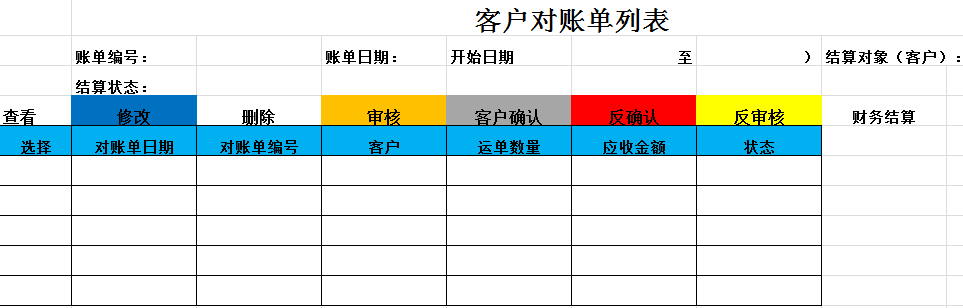 客户对账单列表
账单编号： 账单日期： 开始日期 至 ） 结算对象（客户）：
结算状态：
查看 修改 删除 审核 客户确认 反确认 反审核 财务结算
选择 对账单日期 对账单编号 客户 运单数量 应收金额 状态